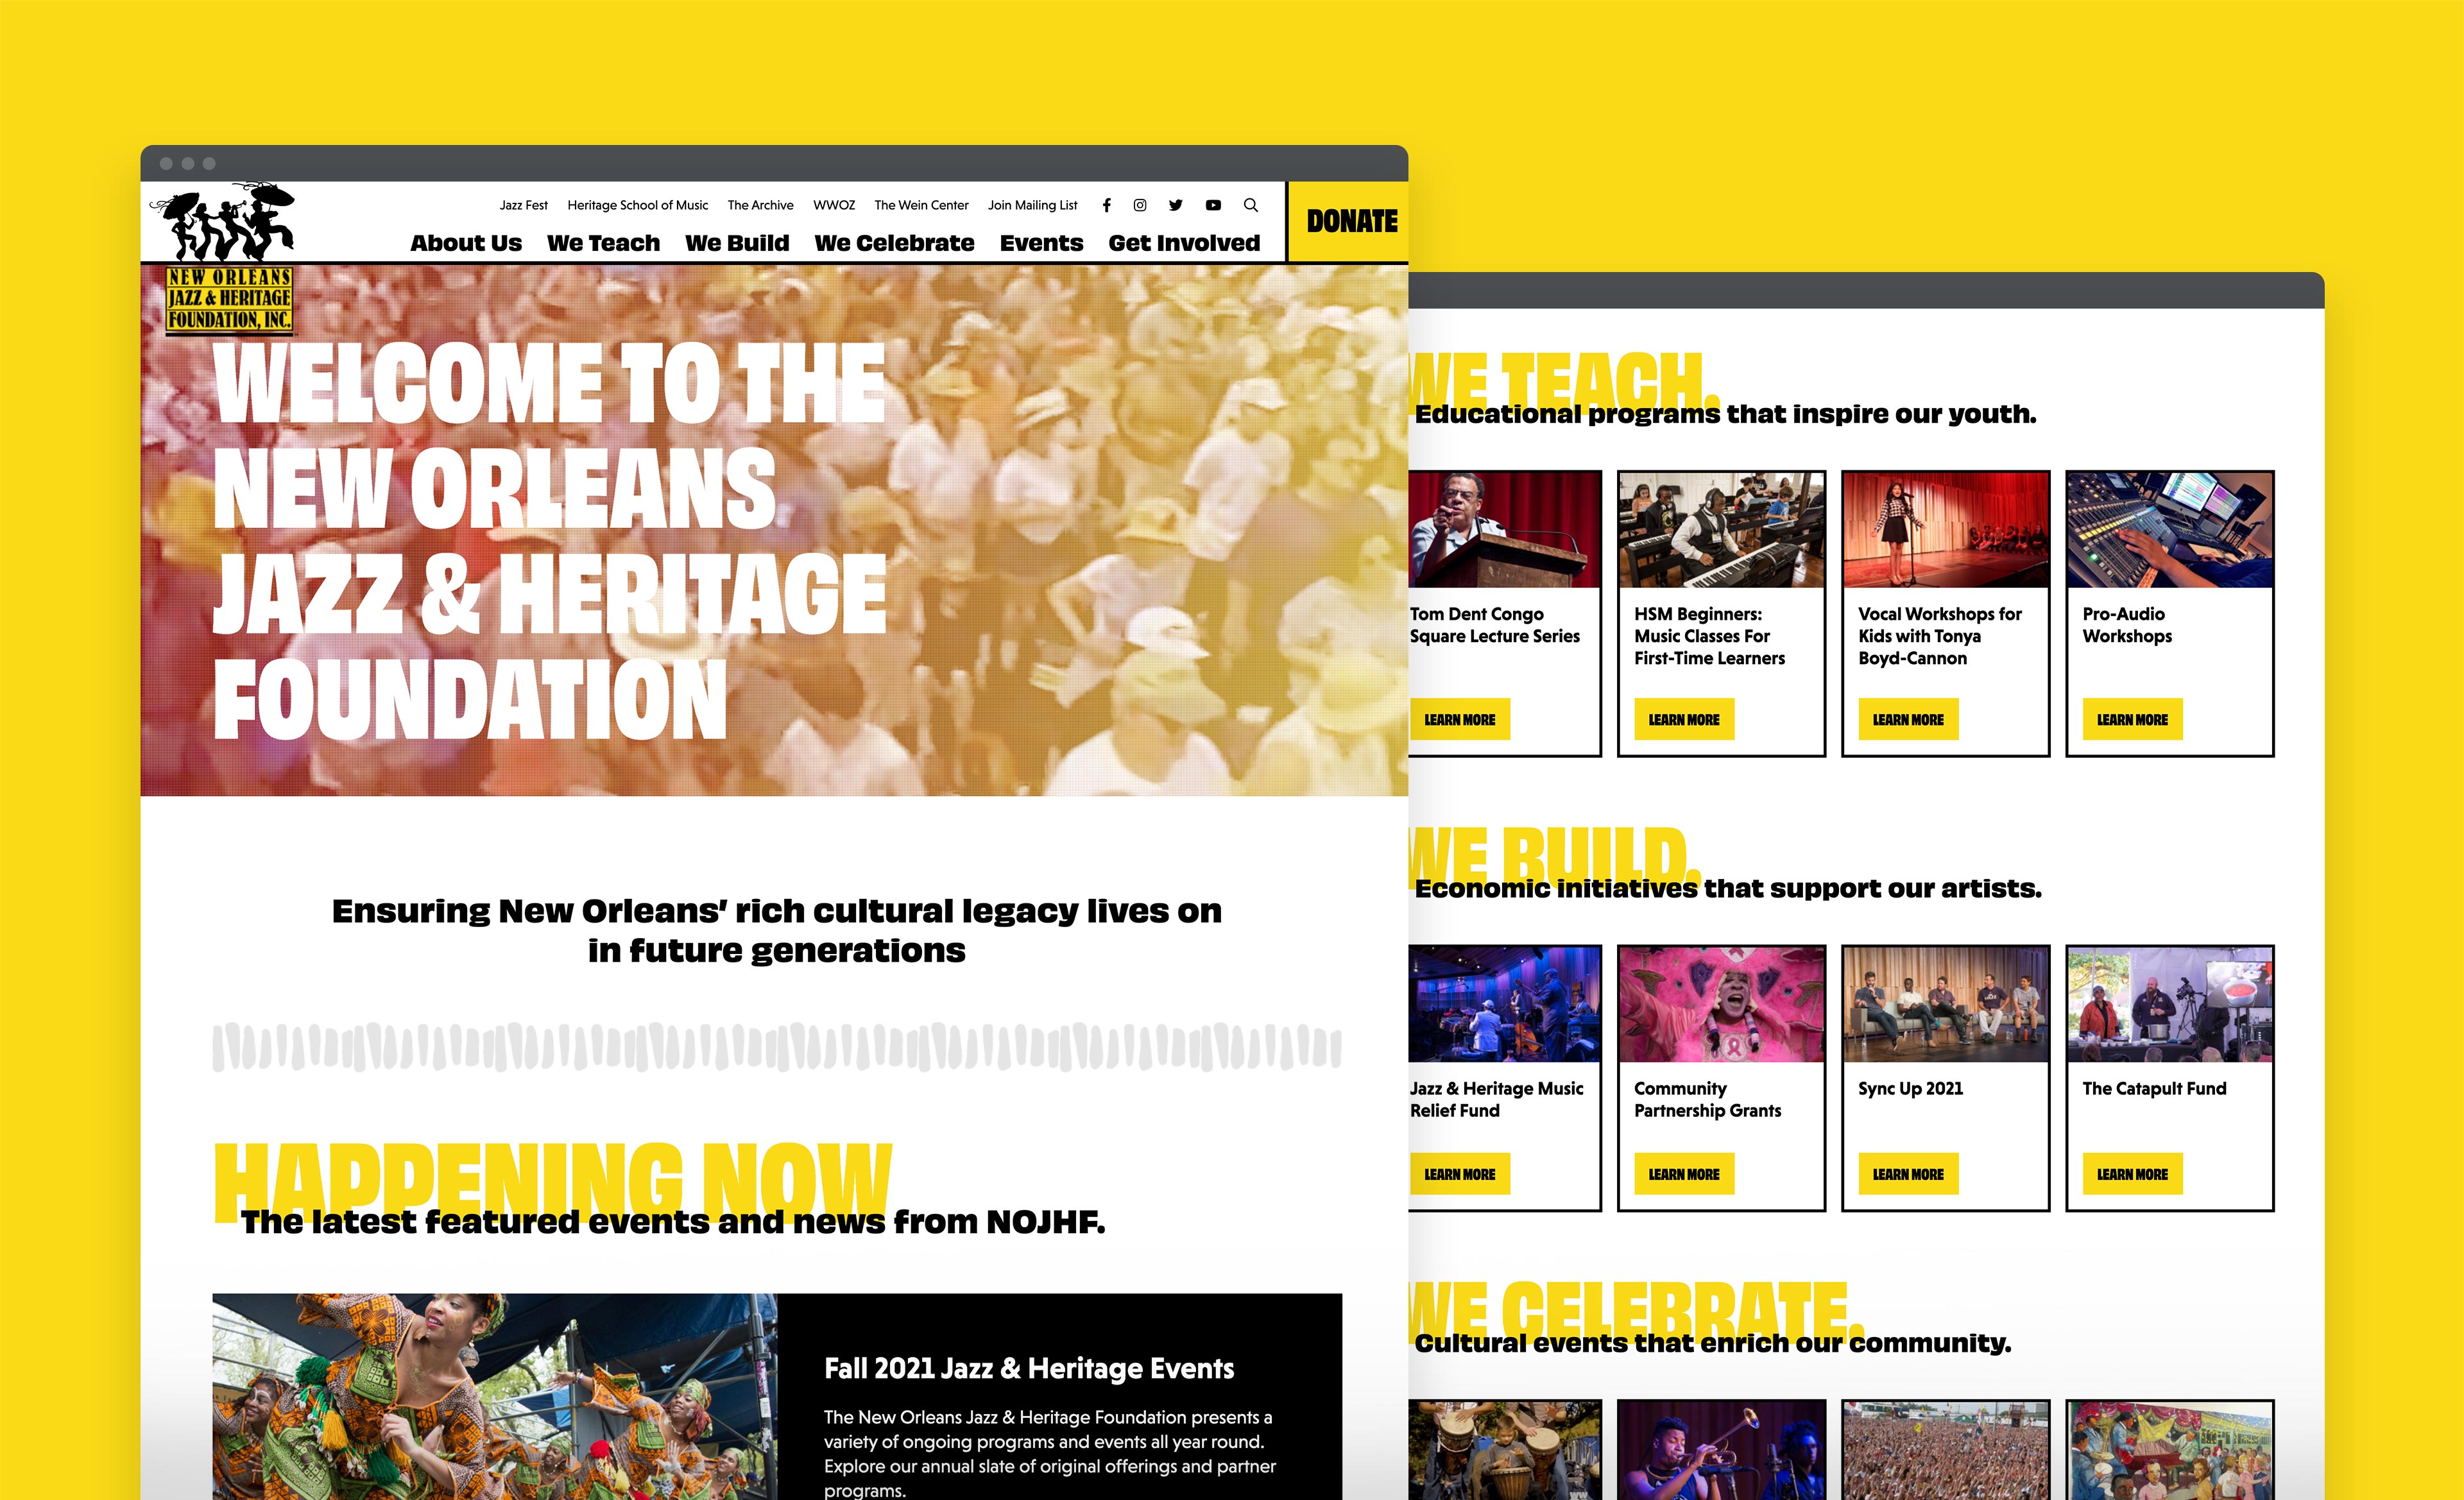 Jazz Fest Heritage School of Music The Archive WWOZ The Wein Center Join Mailing List
DONATE
About Us We Teach We Build We Celebrate Events Get Involved
NEW ORLEANS
JAZZ & HERITAGE
FOUNDATION, INC.
WELCOME TO THE
NEW ORLEANS
JAZZ & HERITAGE
FOUNDATION
Ensuring New Orleans’ rich cultural legacy lives on
in future generations
HAPPENING NOW
The latest featured events and news from NOJHF.
Fall 2021 Jazz & Heritage Events
The New Orleans Jazz & Heritage Foundation presents a
variety of ongoing programs and events all year round.
Explore our annual slate of original offerings and partner
programs.
WE TEACH.
Educational programs that inspire our youth.
Tom Dent Congo
Square Lecture Series
LEARN MORE
HSM Beginners:
Music Classes For
First-Time Learners
LEARN MORE
Vocal Workshops for
Kids with Tonya
Boyd-Cannon
LEARN MORE
Pro-Audio
Workshops
LEARN MORE
WE BUILD.
Economic initiatives that support our artists.
Jazz & Heritage Music
Relief Fund
LEARN MORE
Community
Partnership Grants
LEARN MORE
Sync Up 2021
LEARN MORE
The Catapult Fund
LEARN MORE
WE CELEBRATE.
Cultural events that enrich our community.